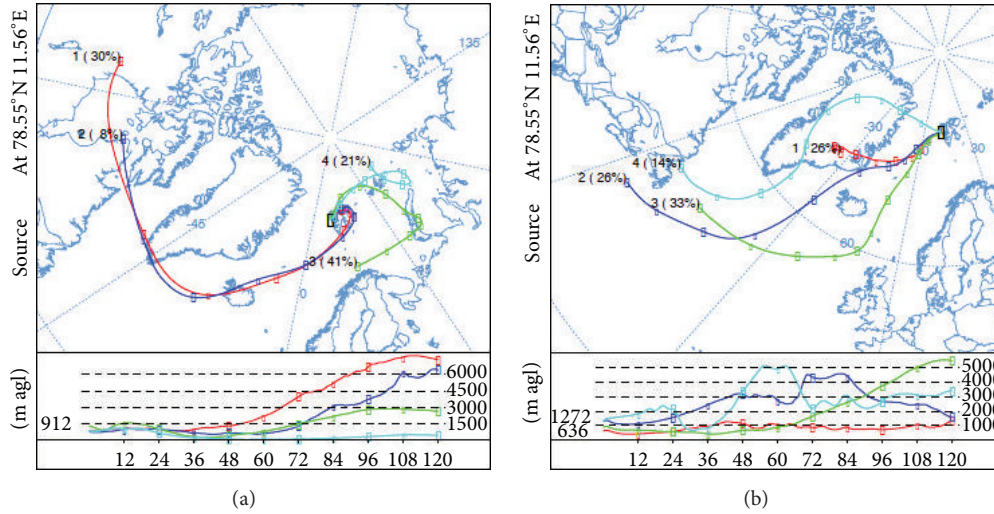 Source    At 78.55° N 11.56° E
1 ( 30%)
135
2 ( 8%)
4 ( 21%)
-45
3 ( 41%)
45
0
(m agl)
6000
4500
3000
1500
912
12 24 36 48 60 72 84 96 108 120
(a)
Source    At 78.55° N 11.56° E
-30
1 ( 26%)
30
4 ( 14%)
2 ( 26%)
3 ( 33%)
60
0
(m agl)
5000
4000
3000
2000
1000
1272
636
12 24 36 48 60 72 84 96 108 120
(b)